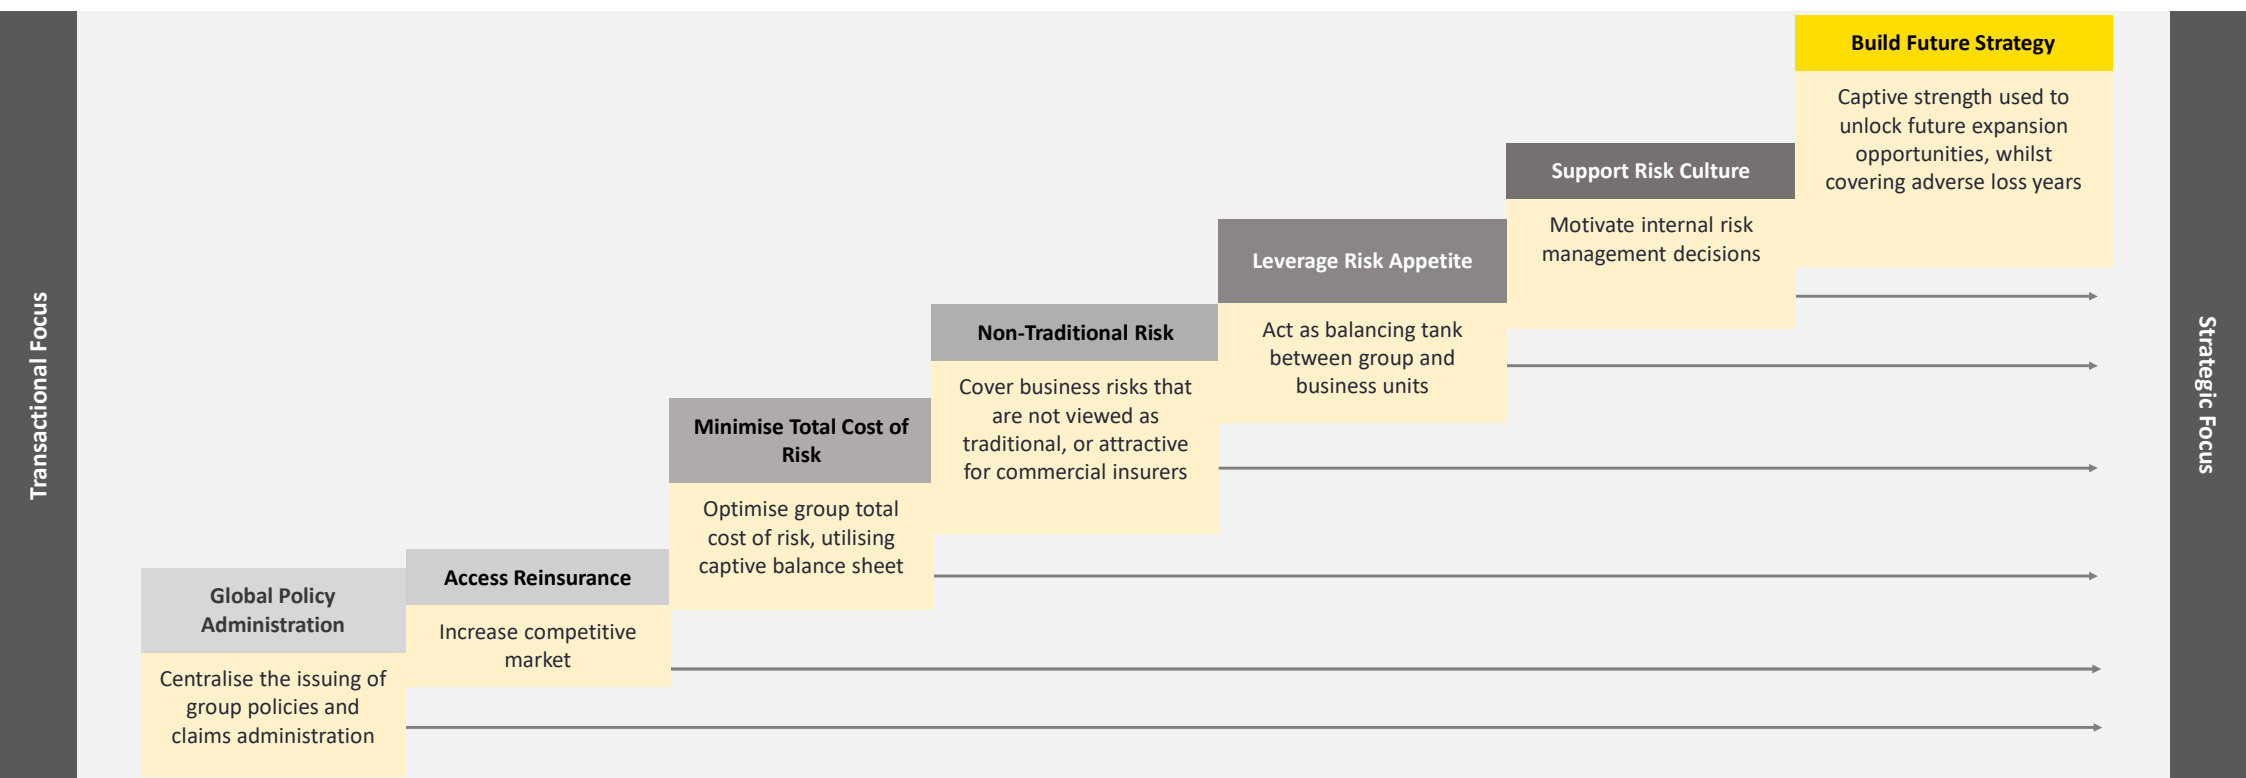 Transactional Focus
Global Policy
Administration
Centralise the issuing of
group policies and
claims administration
Access Reinsurance
Increase competitive
market
Minimise Total Cost of
Risk
Optimise group total
cost of risk, utilising
captive balance sheet
Non-Traditional Risk
Cover business risks that
are not viewed as
traditional, or attractive
for commercial insurers
Leverage Risk Appetite
Act as balancing tank
between group and
business units
Support Risk Culture
Motivate internal risk
management decisions
Build Future Strategy
Captive strength used to
unlock future expansion
opportunities, whilst
covering adverse loss years
Strategic Focus